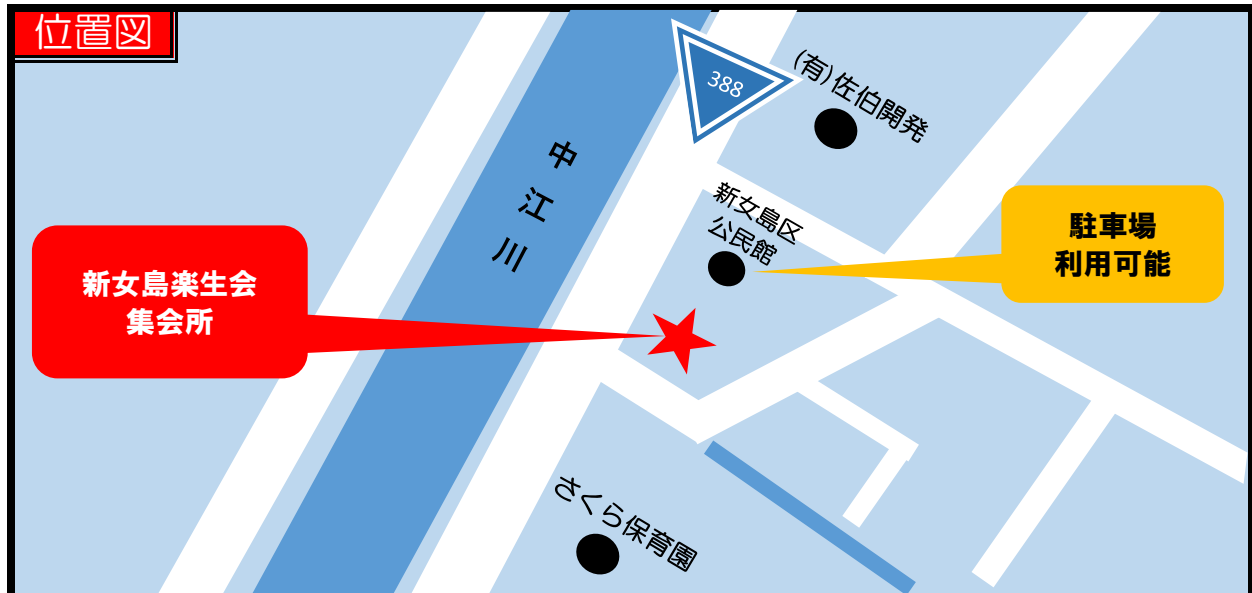 位置図
388
(有)佐伯開発
中江川
新女島区
公民館
駐車場
利用可能
新女島楽生会
集会所
さくら保育園